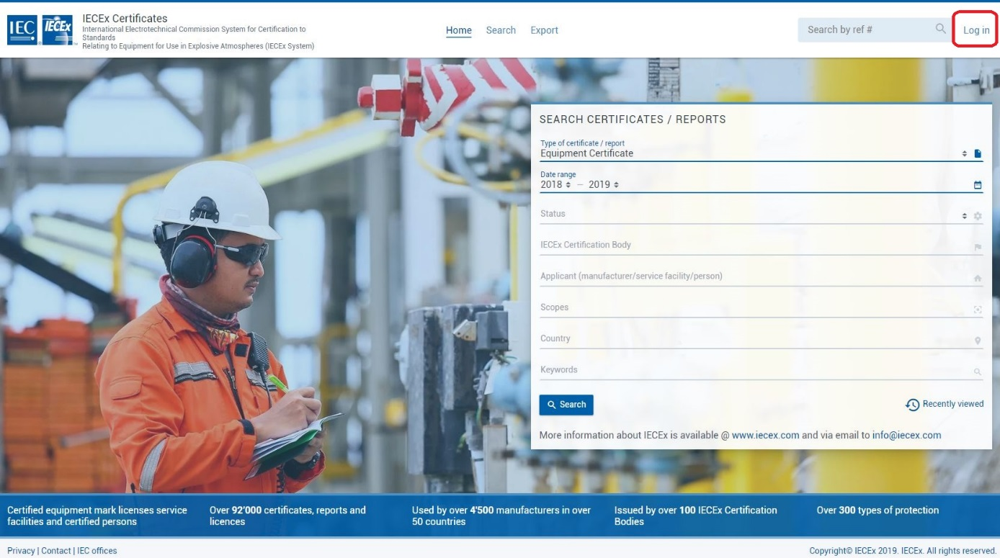 IEC IECEx
IECEx Certificates
International Electrotechnical Commission System for Certification to
Standards
Relating to Equipment for Use in Explosive Atmospheres (IECEx System)
Home Search Export
Search by ref #
Log in
SEARCH CERTIFICATES / REPORTS
Type of certificate / report
Equipment Certificate
Date range
2018 – 2019
Status
IECEx Certification Body
Applicant (manufacturer/service facility/person)
Scopes
Country
Keywords
Search
Recently viewed
More information about IECEx is available @ www.iecex.com and via email to info@iecex.com
Certified equipment mark licenses service
facilities and certified persons
Over 92'000 certificates, reports and
licences
Used by over 4'500 manufacturers in over
50 countries
Issued by over 100 IECEx Certification
Bodies
Over 300 types of protection
Privacy | Contact | IEC offices
Copyright© IECEx 2019. IECEx. All rights reserved.